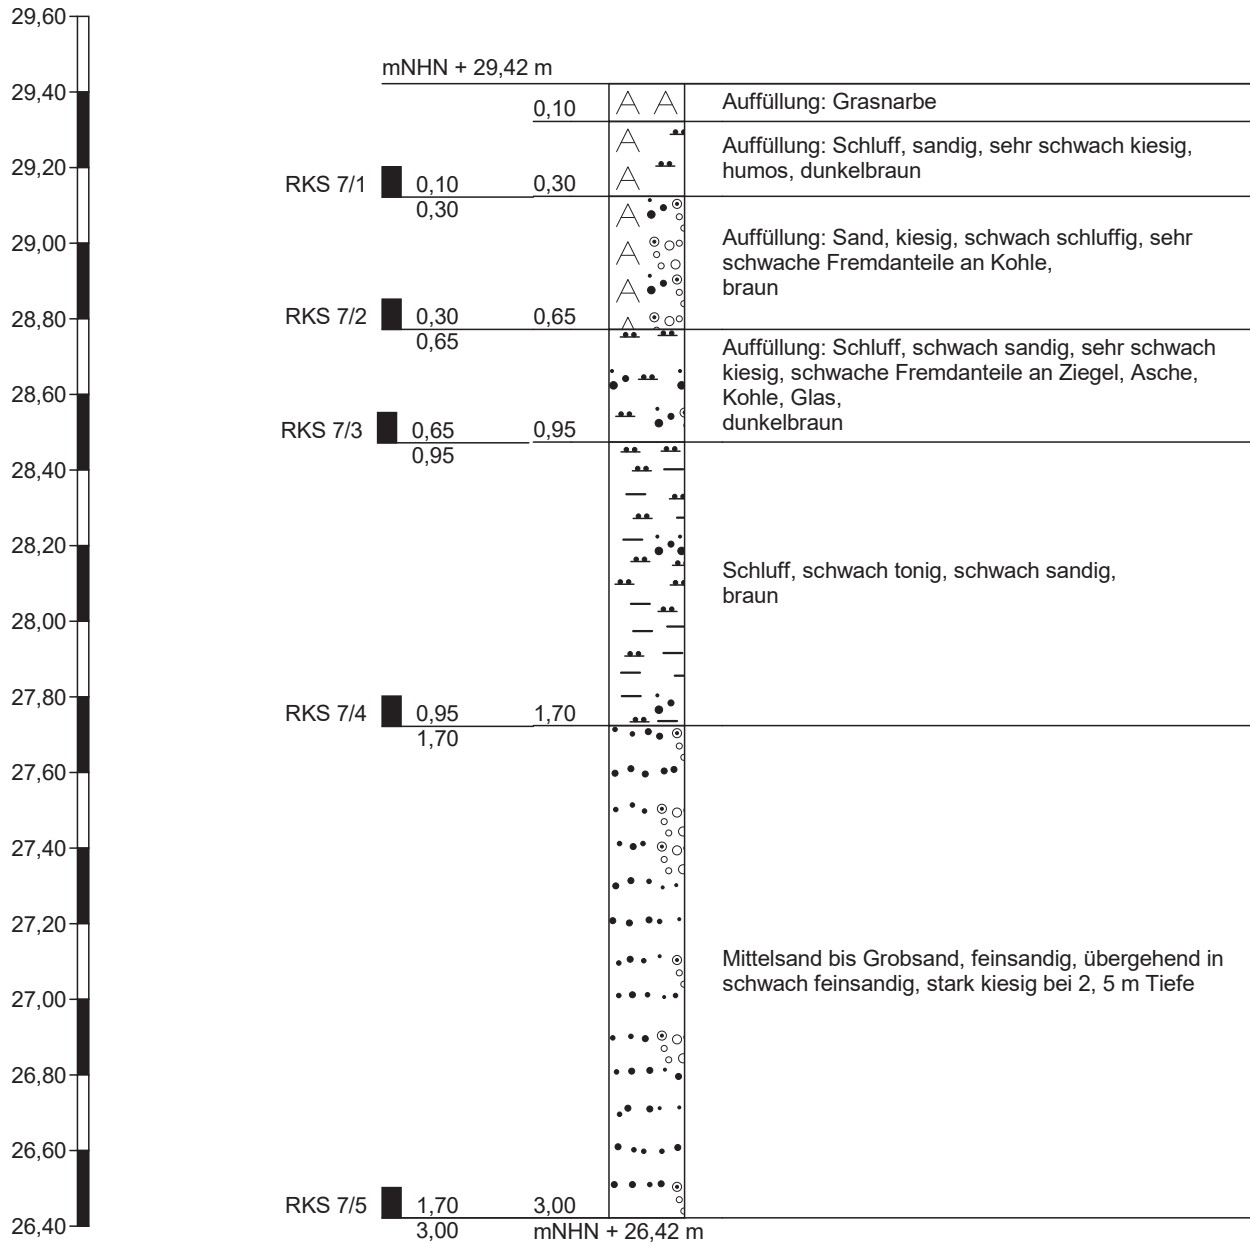 29,60
mNHN + 29,42 m
29,40
0,10 Auffüllung: Grasnarbe
29,20
Auffüllung: Schluff, sandig, sehr schwach kiesig,
humos, dunkelbraun
RKS 7/1 0,10 0,30
0,30
29,00
Auffüllung: Sand, kiesig, schwach schluffig, sehr
schwache Fremdanteile an Kohle,
braun
28,80
RKS 7/2 0,30 0,65
0,65
Auffüllung: Schluff, schwach sandig, sehr schwach
kiesig, schwache Fremdanteile an Ziegel, Asche,
Kohle, Glas,
dunkelbraun
28,60
RKS 7/3 0,65 0,95
0,95
28,40
28,20
Schluff, schwach tonig, schwach sandig,
braun
28,00
27,80
RKS 7/4 0,95 1,70
1,70
27,60
27,40
27,20
Mittelsand bis Grobsand, feinsandig, übergehend in
schwach feinsandig, stark kiesig bei 2, 5 m Tiefe
27,00
26,80
26,60
RKS 7/5 1,70 3,00
26,40
3,00 mNHN + 26,42 m
A A
A
A
A
A
A
A